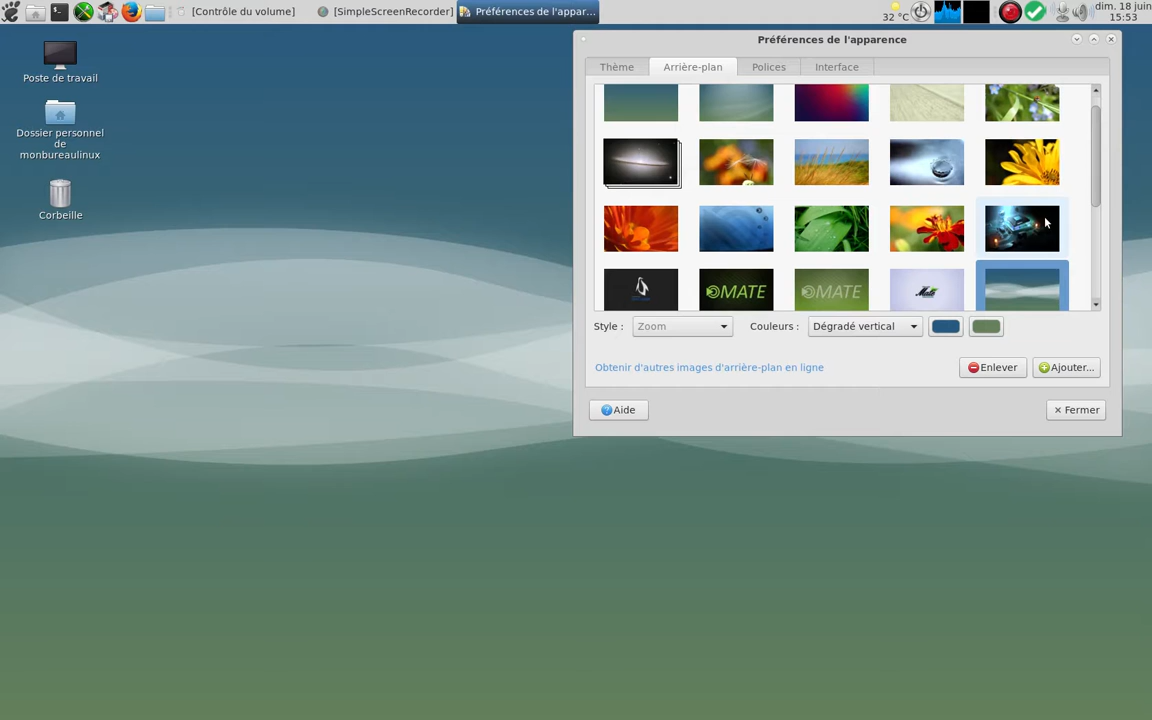 [Contrôle du volume]
[SimpleScreenRecorder]
Préférences de l'appar...
32 °C
dim. 18 juin
15:53
Poste de travail
Dossier personnel
de
monbureaulinux
Corbeille
Préférences de l'apparence
Thème
Arrière-plan
Polices
Interface
MATE
MATE
Mate
Style :
Zoom
Couleurs :
Dégradé vertical
Obtenir d'autres images d'arrière-plan en ligne
Enlever
Ajouter...
Aide
Fermer